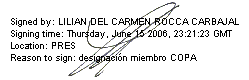 Signed by: LILIAN DEL CARMEN ROCCA CARBAJAL
Signing time: Thursday, June 15 2006, 23:21:23 GMT
Location: PRES
Reason to sign: designación miembro COPA